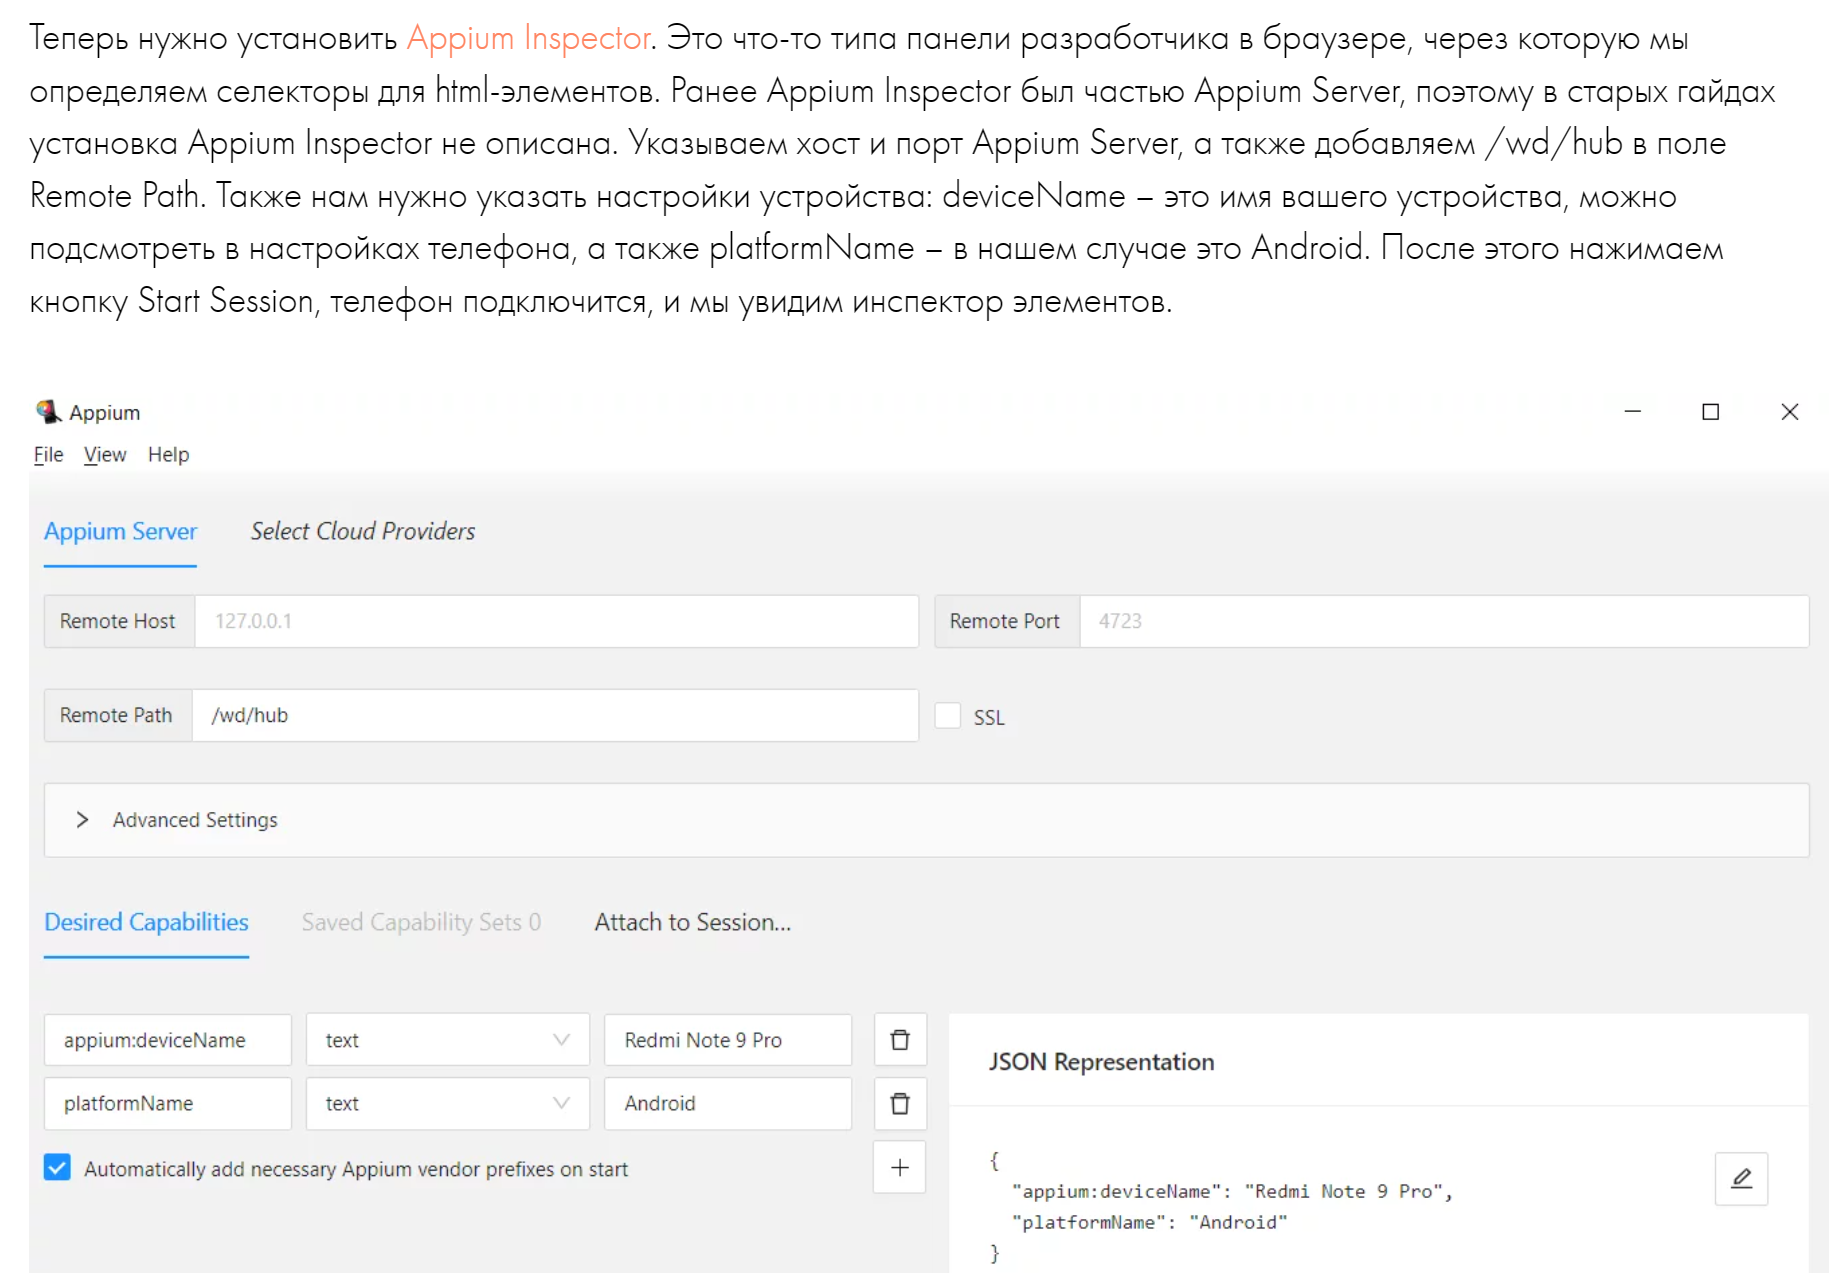 Теперь нужно установить Appium Inspector. Это что-то типа панели разработчика в браузере, через которую мы
определяем селекторы для html-элементов. Ранее Appium Inspector был частью Appium Server, поэтому в старых гайдах
установка Appium Inspector не описана. Указываем хост и порт Appium Server, а также добавляем /wd/hub в поле
Remote Path. Также нам нужно указать настройки устройства: deviceName – это имя вашего устройства, можно
подсмотреть в настройках телефона, а также platformName – в нашем случае это Android. После этого нажимаем
кнопку Start Session, телефон подключится, и мы увидим инспектор элементов.
Appium
File View Help
Appium Server Select Cloud Providers
Remote Host 127.0.0.1 Remote Port 4723
Remote Path /wd/hub SSL
Advanced Settings
Desired Capabilities Saved Capability Sets 0 Attach to Session...
appium:deviceName text Redmi Note 9 Pro
platformName text Android
Automatically add necessary Appium vendor prefixes on start
JSON Representation
{
"appium:deviceName": "Redmi Note 9 Pro",
"platformName": "Android"
}